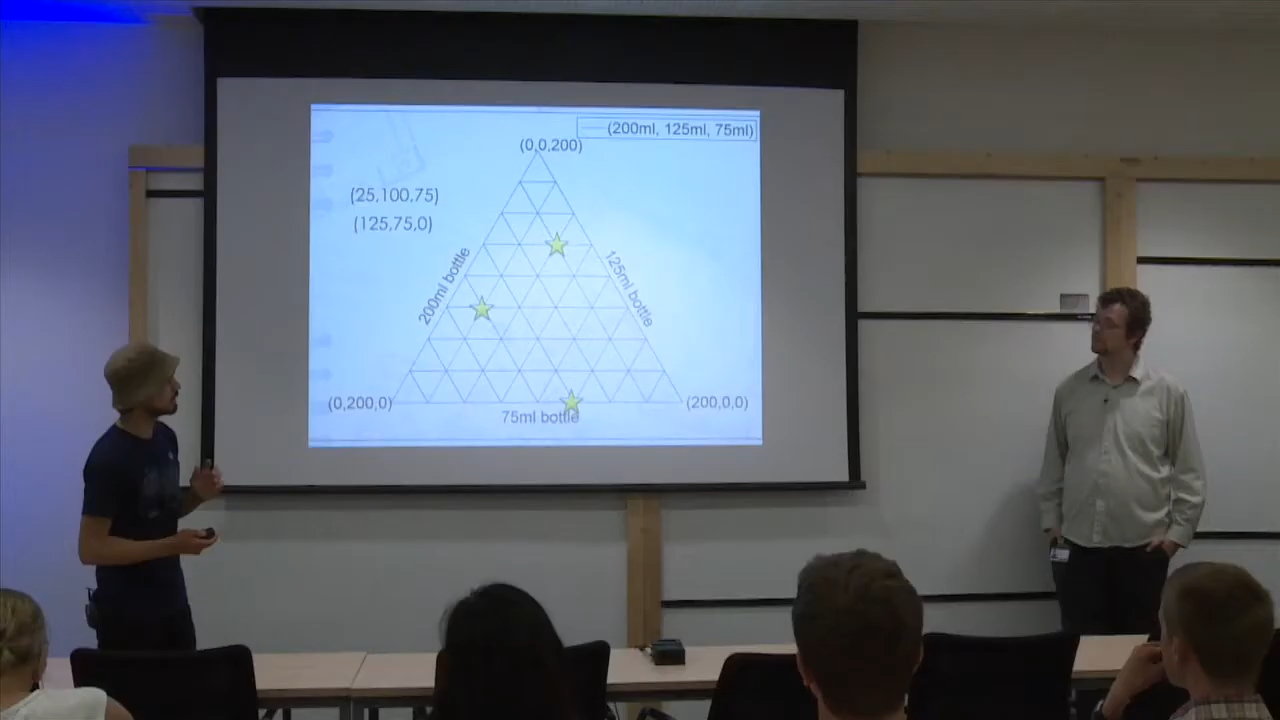 (200ml, 125ml, 75ml)
(0,0,200)
(25,100,75)
(125,75,0)
200ml bottle
125ml bottle
(0,200,0)
75ml bottle
(200,0,0)